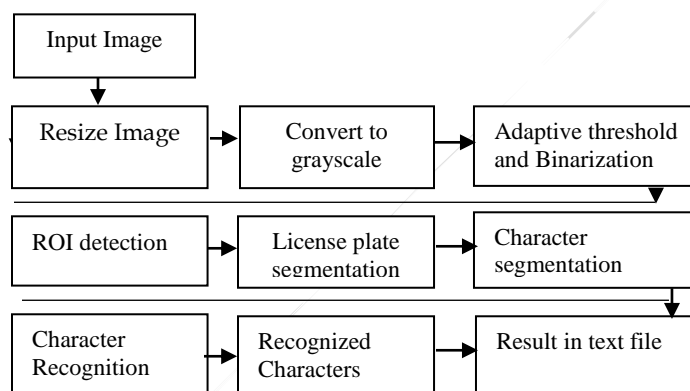 Input Image
Resize Image
Convert to
grayscale
Adaptive threshold
and Binarization
ROI detection
License plate
segmentation
Character
segmentation
Character
Recognition
Recognized
Characters
Result in text file